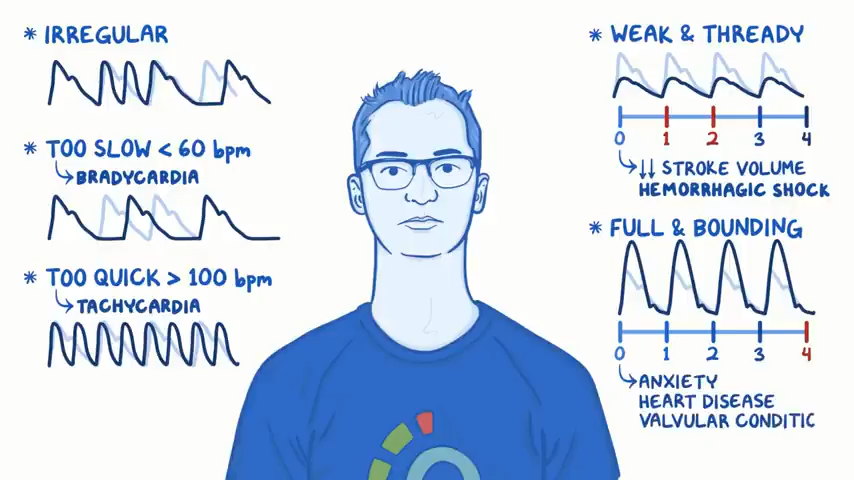 * IRREGULAR
* TOO SLOW < 60 bpm
↳ BRADYCARDIA
* TOO QUICK > 100 bpm
↳ TACHYCARDIA
* WEAK & THREADY
0 1 2 3 4
↳ ↓↓ STROKE VOLUME
HEMORRHAGIC SHOCK
* FULL & BOUNDING
0 1 2 3 4
↳ ANXIETY
HEART DISEASE
VALVULAR CONDITIC